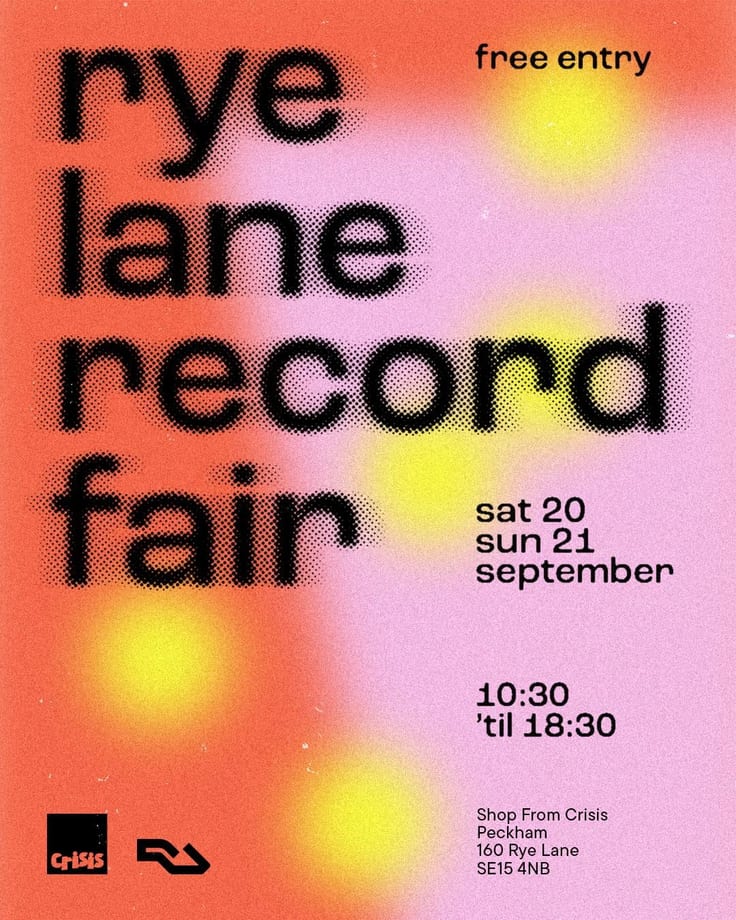 rye
lane
record
fair
free entry
sat 20
sun 21
september
10:30
'til 18:30
Shop From Crisis
Peckham
160 Rye Lane
SE15 4NB
crisis